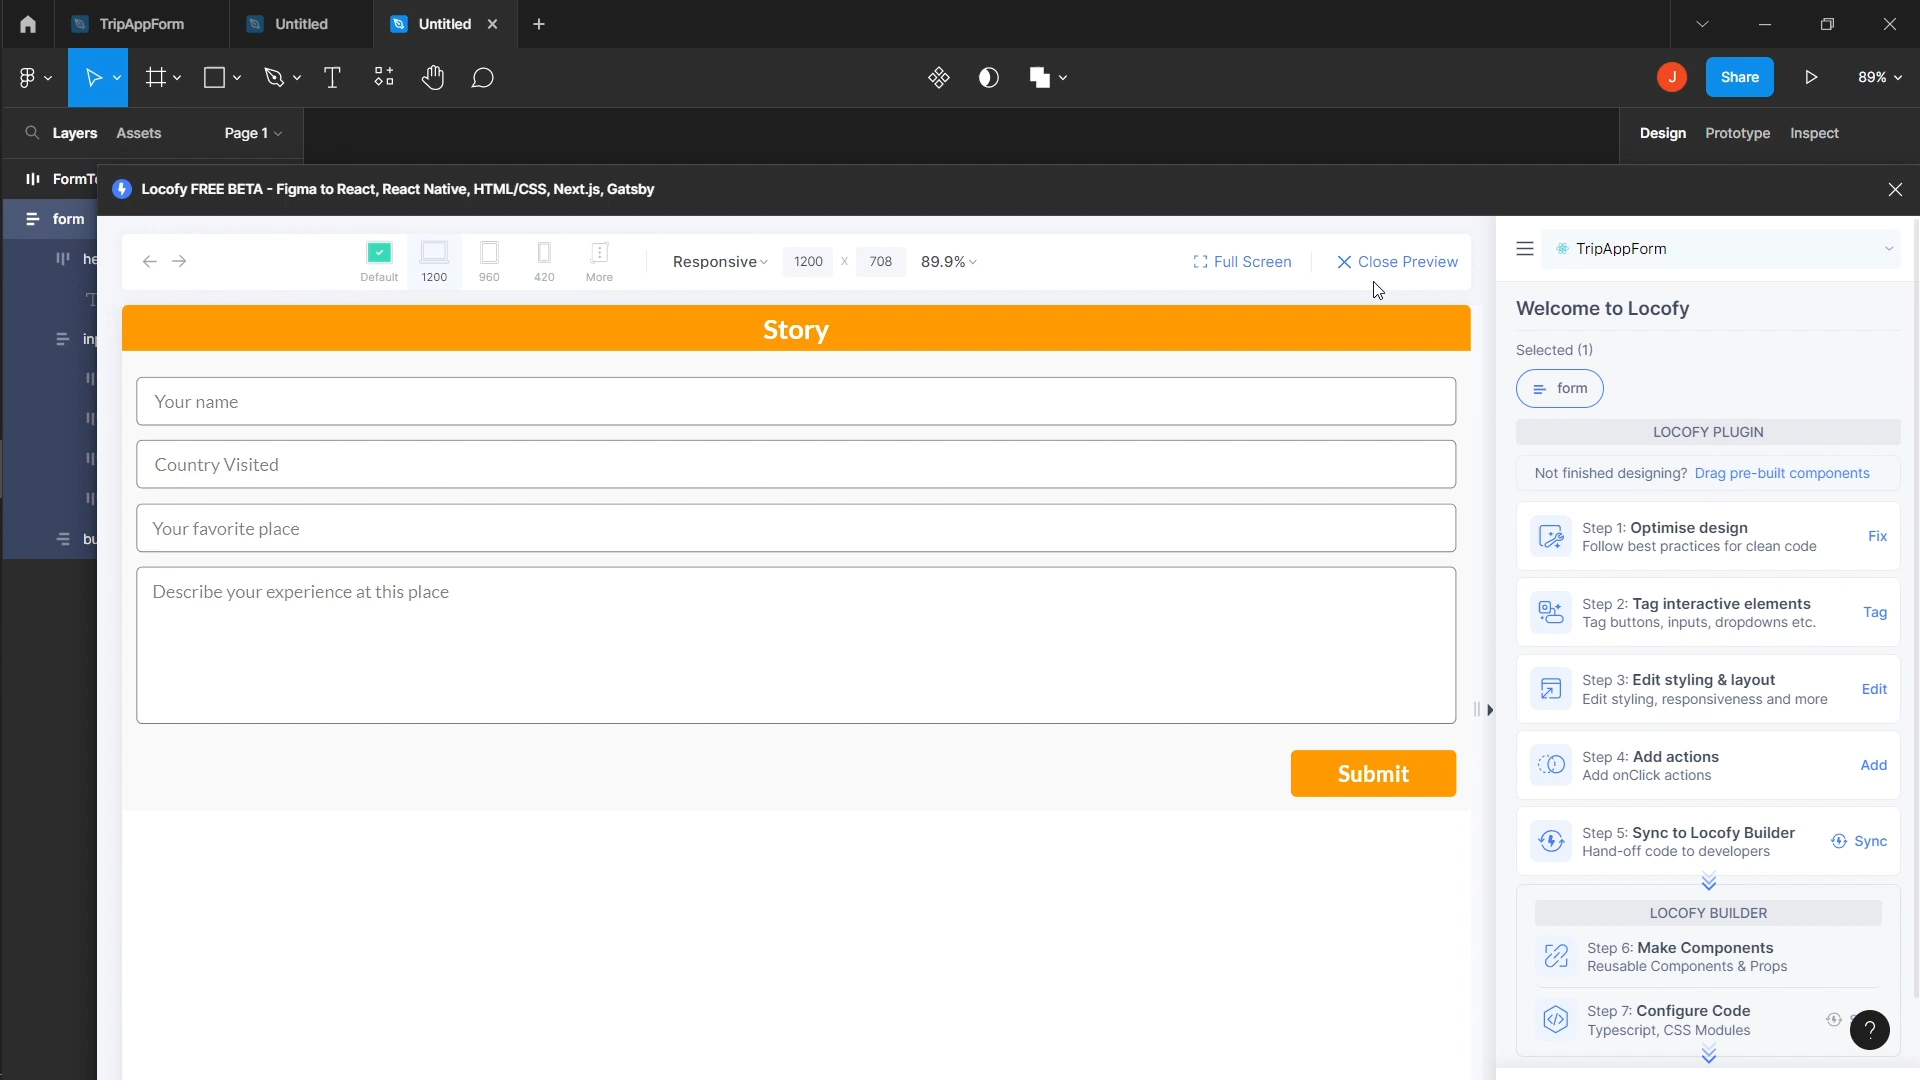 TripAppForm
Untitled
Untitled
J
Share
89%
Layers
Assets
Page 1
Design
Prototype
Inspect
Locofy FREE BETA - Figma to React, React Native, HTML/CSS, Next.js, Gatsby
form
Default
1200
960
420
More
Responsive
1200
x
708
89.9%
Full Screen
Close Preview
TripAppForm
Story
Your name
Country Visited
Your favorite place
Describe your experience at this place
Submit
Welcome to Locofy
Selected (1)
form
LOCOFY PLUGIN
Not finished designing? Drag pre-built components
Step 1: Optimise design
Follow best practices for clean code
Fix
Step 2: Tag interactive elements
Tag buttons, inputs, dropdowns etc.
Tag
Step 3: Edit styling & layout
Edit styling, responsiveness and more
Edit
Step 4: Add actions
Add onClick actions
Add
Step 5: Sync to Locofy Builder
Hand-off code to developers
Sync
LOCOFY BUILDER
Step 6: Make Components
Reusable Components & Props
Step 7: Configure Code
Typescript, CSS Modules
?